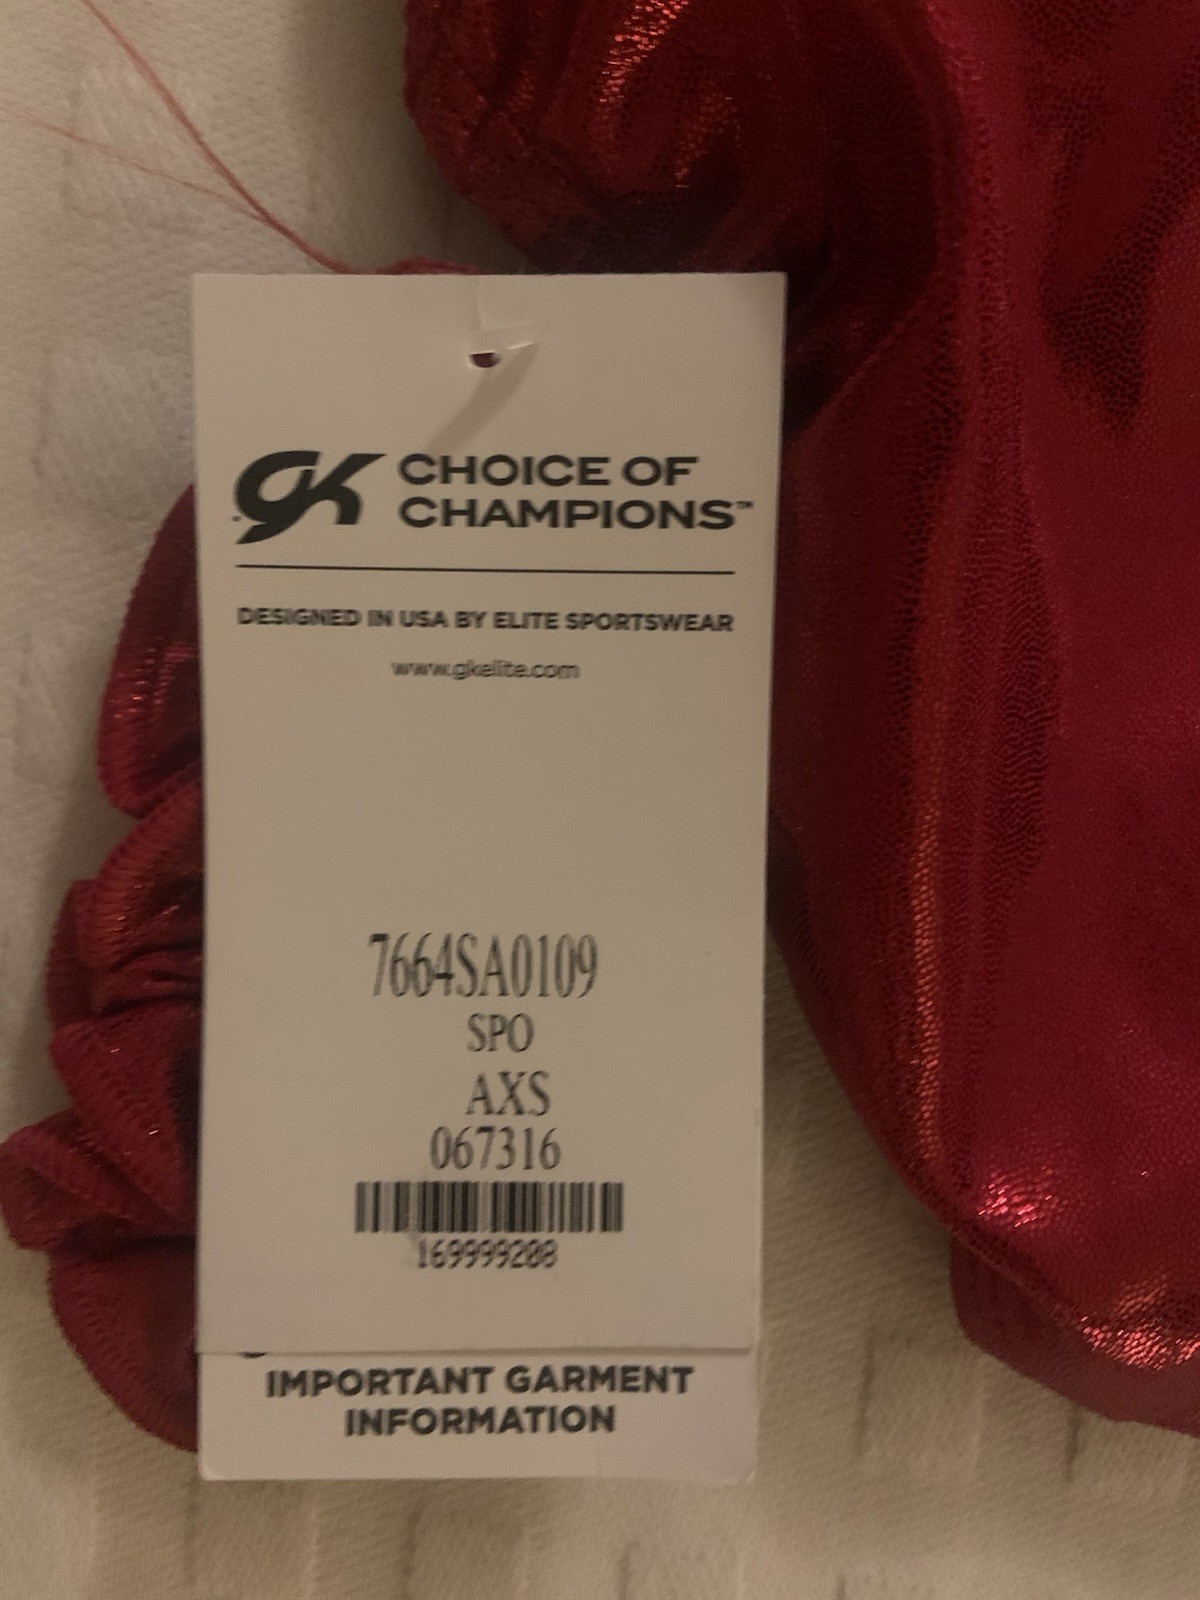 GK CHOICE OF
CHAMPIONS™
DESIGNED IN USA BY ELITE SPORTSWEAR
www.gkelite.com
7664SA0109
SPO
AXS
067316
169999208
IMPORTANT GARMENT
INFORMATION